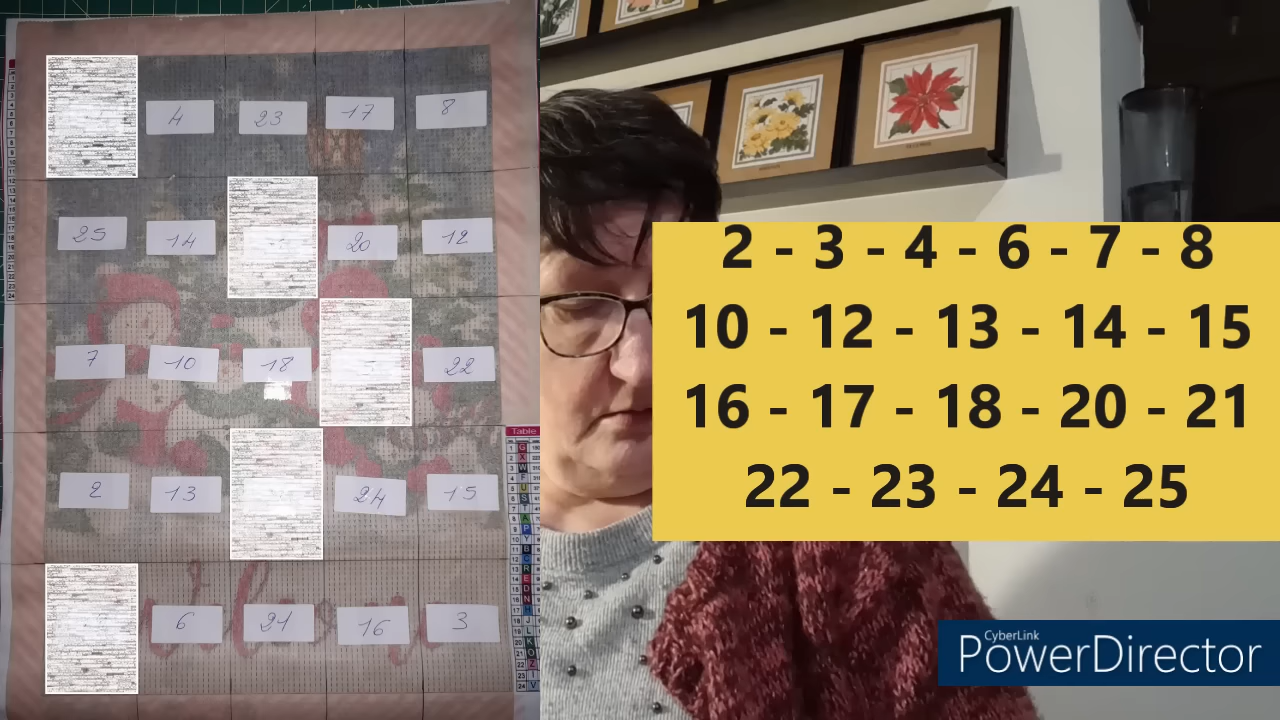 4 23 17 8
25 14 20 12
7 10 18 22
2 13 24 15
6 21 16 3
Table
2 - 3 - 4 - 6 - 7 - 8
10 - 12 - 13 - 14 - 15
16 - 17 - 18 - 20 - 21
22 - 23 - 24 - 25
CyberLink
PowerDirector